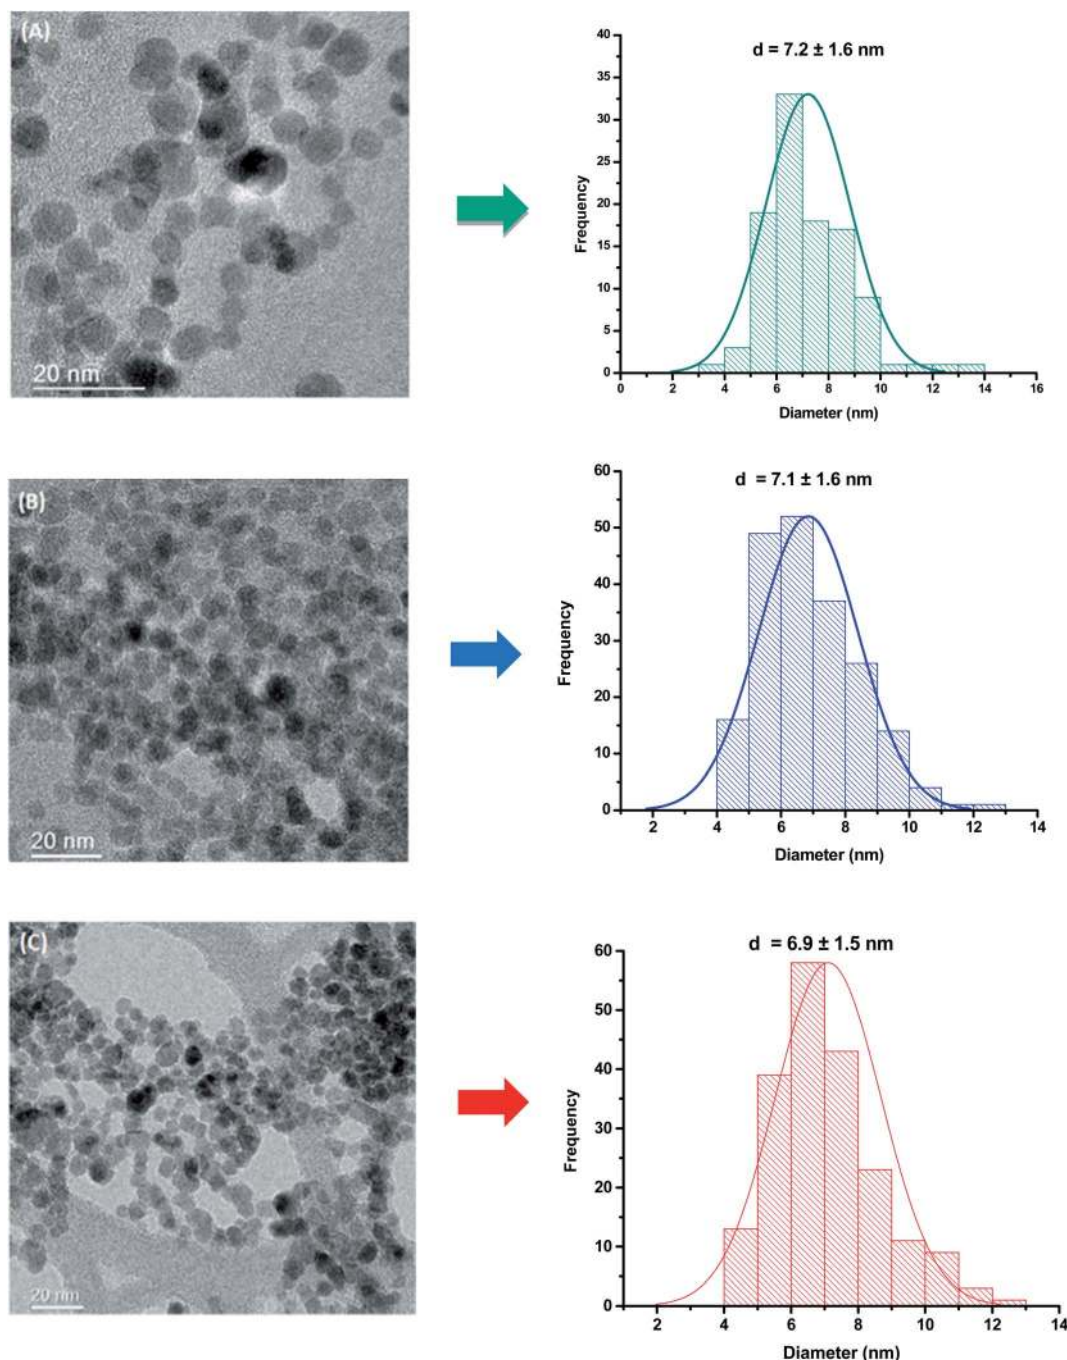 (A)
20 nm
d = 7.2 ± 1.6 nm
Frequency
40
35
30
25
20
15
10
5
0
0 2 4 6 8 10 12 14 16
Diameter (nm)
(B)
20 nm
d = 7.1 ± 1.6 nm
Frequency
60
50
40
30
20
10
0
2 4 6 8 10 12 14
Diameter (nm)
(C)
20 nm
d = 6.9 ± 1.5 nm
Frequency
60
50
40
30
20
10
0
2 4 6 8 10 12 14
Diameter (nm)